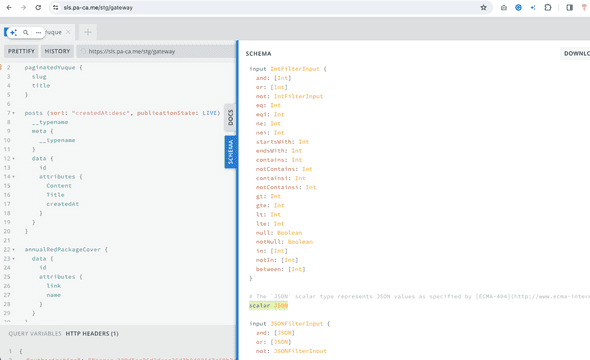 sls.pa-ca.me/stg/gateway
Yuque
PRETTIFY HISTORY https://sls.pa-ca.me/stg/gateway
2 paginatedYuque {
3 slug
4 title
5 }
6
7 posts (sort: "createdAt:desc", publicationState: LIVE)
8 __typename
9 meta {
10 __typename
11 }
12 data {
13 id
14 attributes {
15 Content
16 Title
17 createdAt
18 }
19 }
20 }
21
22 annualRedPackageCover {
23 data {
24 id
25 attributes {
26 link
27 name
28 }
29 }
QUERY VARIABLES HTTP HEADERS (1)
1 {
DOCS
SCHEMA
SCHEMA DOWNLO
input IntFilterInput {
and: [Int]
or: [Int]
not: IntFilterInput
eq: Int
eqi: Int
ne: Int
nei: Int
startsWith: Int
endsWith: Int
contains: Int
notContains: Int
containsi: Int
notContainsi: Int
gt: Int
gte: Int
lt: Int
lte: Int
null: Boolean
notNull: Boolean
in: [Int]
notIn: [Int]
between: [Int]
}
# The `JSON` scalar type represents JSON values as specified by [ECMA-404](http://www.ecma-inter
scalar JSON
input JSONFilterInput {
and: [JSON]
or: [JSON]
not: JSONFilterInput